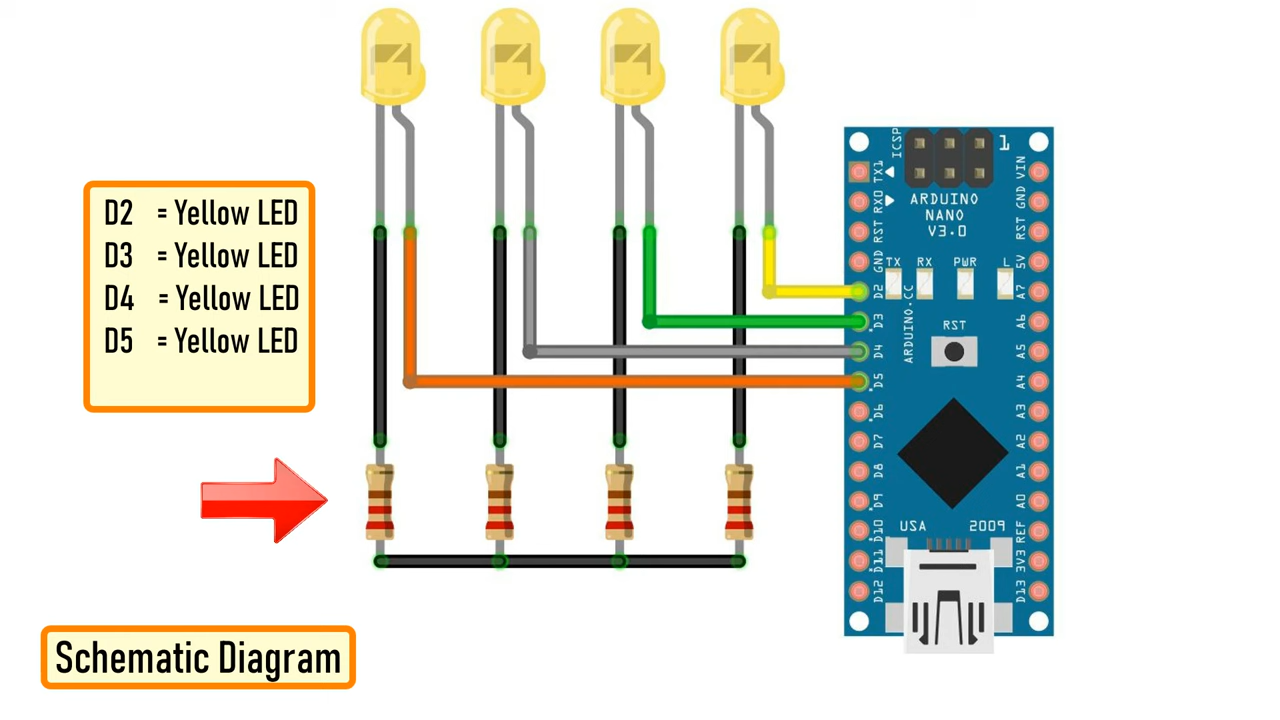 D2 = Yellow LED
D3 = Yellow LED
D4 = Yellow LED
D5 = Yellow LED
Schematic Diagram
ICSP
1
ARDUINO
NANO
V3.0
TX RX PWR L
ARDUINO.CC
RST
USA 2009
TX1
RX0
RST
GND
D2
D3
D4
D5
D6
D7
D8
D9
D10
D11
D12
VIN
GND
RST
5V
A7
A6
A5
A4
A3
A2
A1
A0
REF
3V3
D13